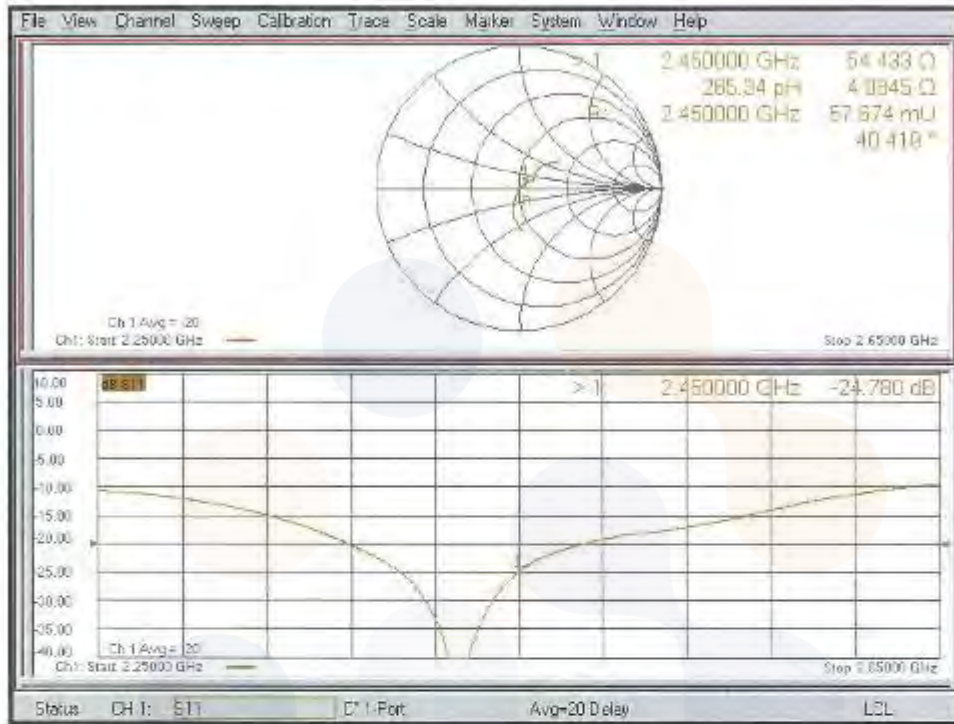 File View Channel Sweep Calibration Trace Scale Marker System Window Help
> 1 2.450000 GHz 54.433 Ω
265.34 pH 4.0845 Ω
R: 2.450000 GHz 57.674 mU
40.419 °
Ch 1 Avg = 20
Ch1: Start 2.25000 GHz Stop 2.65000 GHz
10.00 dB S11 > 1 2.450000 GHz -24.780 dB
5.00
0.00
-5.00
-10.00
-15.00
-20.00
-25.00
-30.00
-35.00
-40.00 Ch 1 Avg = 20
Ch1: Start 2.25000 GHz Stop 2.65000 GHz
Status CH 1: S11 C* 1-Port Avg=20 Delay LCL